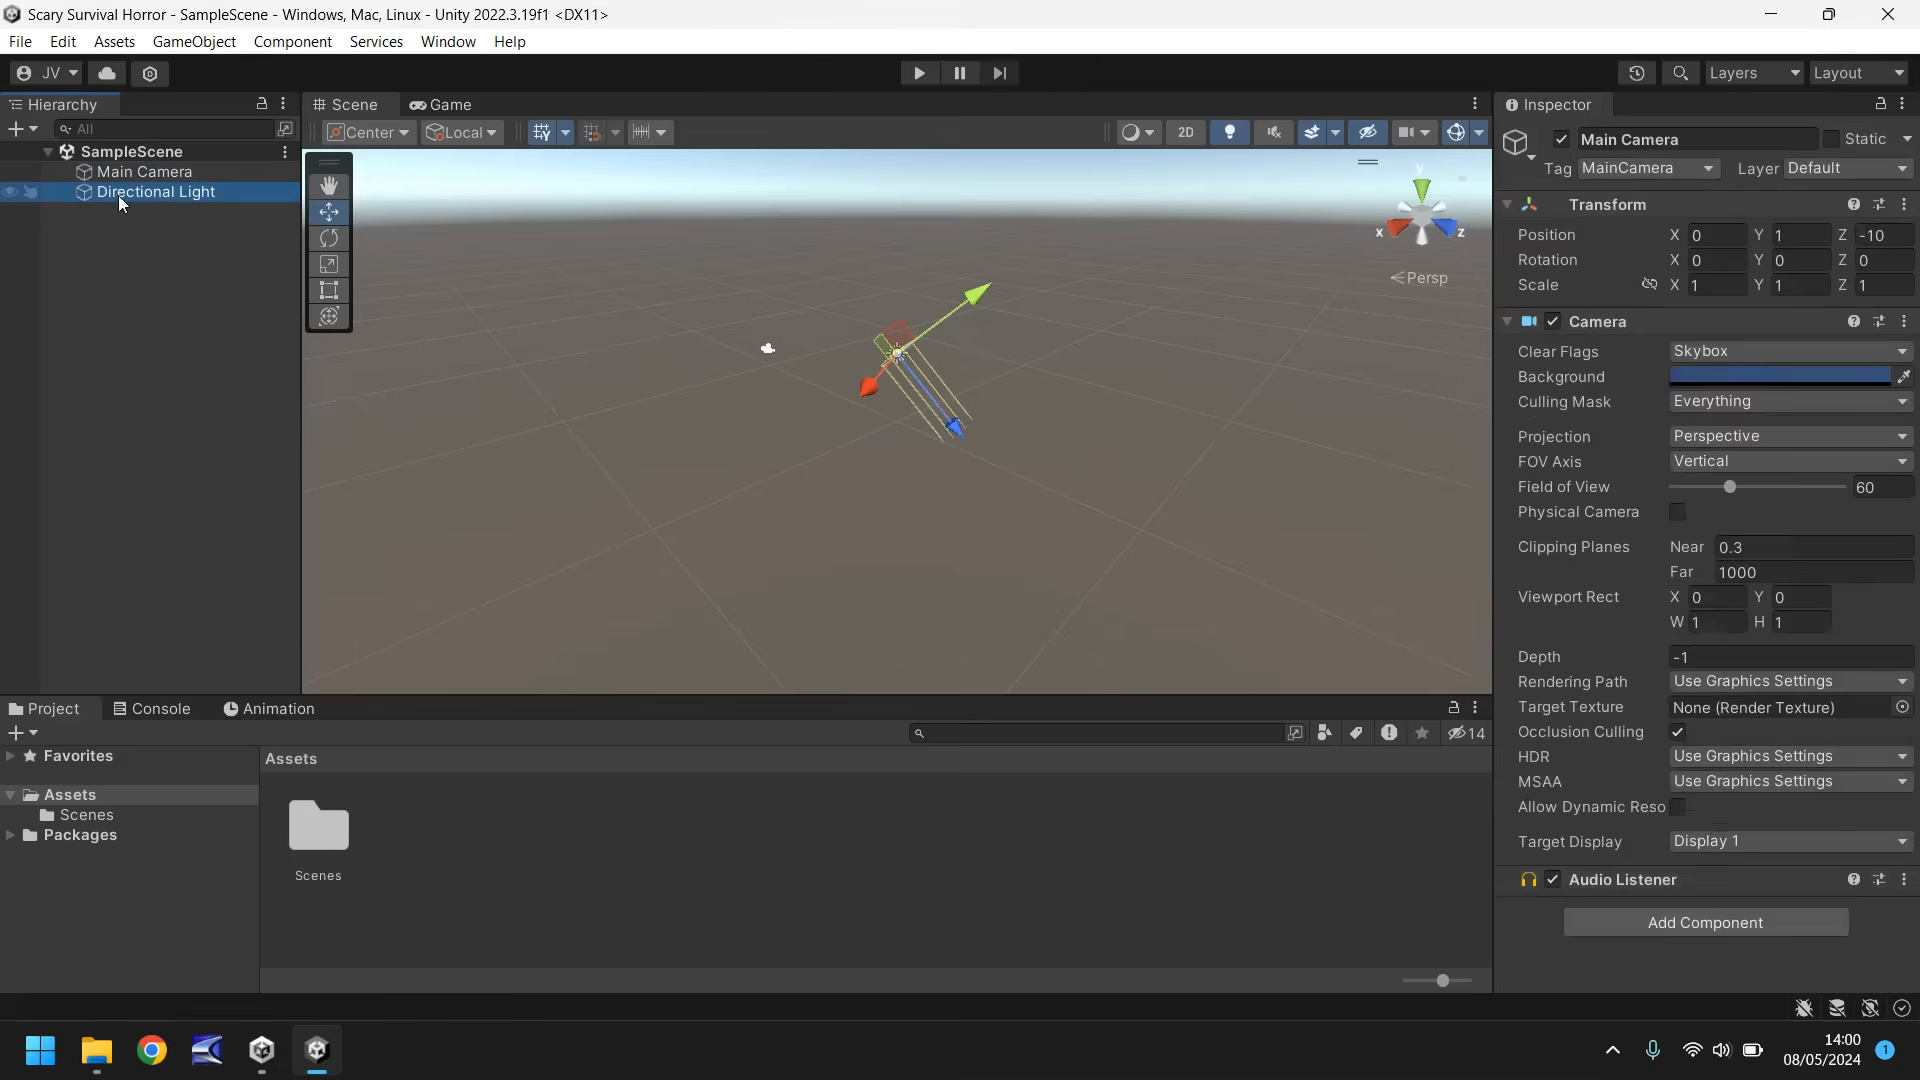 Scary Survival Horror - SampleScene - Windows, Mac, Linux - Unity 2022.3.19f1 <DX11>
File Edit Assets GameObject Component Services Window Help
JV Layers Layout
Hierarchy Scene Game Inspector
All Center Local 2D
SampleScene
Main Camera
Directional Light
y
x z
Persp
Main Camera Static
Tag MainCamera Layer Default
Transform
Position X 0 Y 1 Z -10
Rotation X 0 Y 0 Z 0
Scale X 1 Y 1 Z 1
Camera
Clear Flags Skybox
Background
Culling Mask Everything
Projection Perspective
FOV Axis Vertical
Field of View 60
Physical Camera
Clipping Planes Near 0.3
Far 1000
Viewport Rect X 0 Y 0
W 1 H 1
Depth -1
Rendering Path Use Graphics Settings
Target Texture None (Render Texture)
Occlusion Culling
HDR Use Graphics Settings
MSAA Use Graphics Settings
Allow Dynamic Reso
Target Display Display 1
Audio Listener
Add Component
Project Console Animation
14
Favorites
Assets
Scenes
Packages
Assets
Scenes
14:00
08/05/2024
1